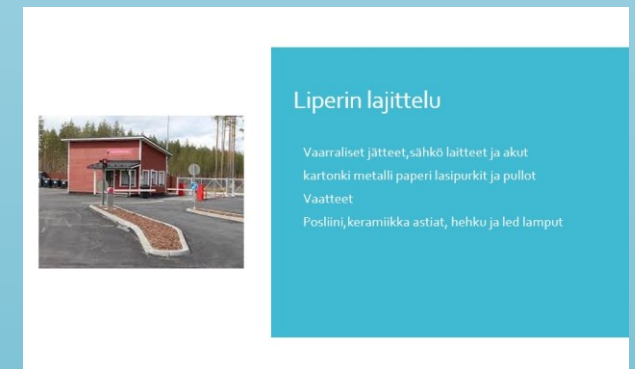 Liperin lajittelu
Vaarraliset jätteet,sähkö laitteet ja akut
kartonki metalli paperi lasipurkit ja pullot
Vaatteet
Posliini,keramiikka astiat, hehku ja led lamput